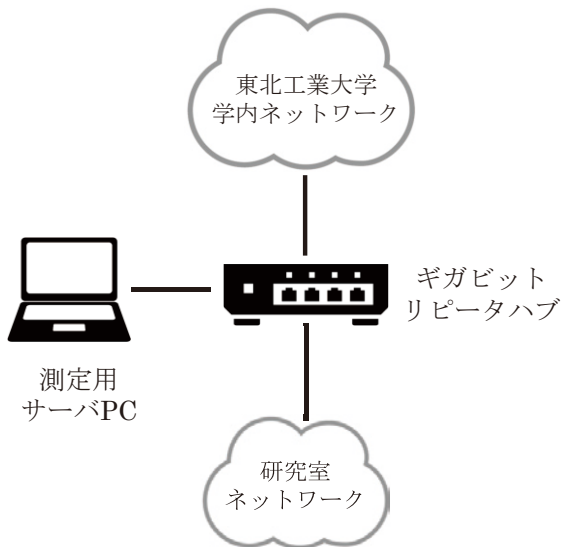 東北工業大学
学内ネットワーク
ギガビット
リピータハブ
測定用
サーバPC
研究室
ネットワーク